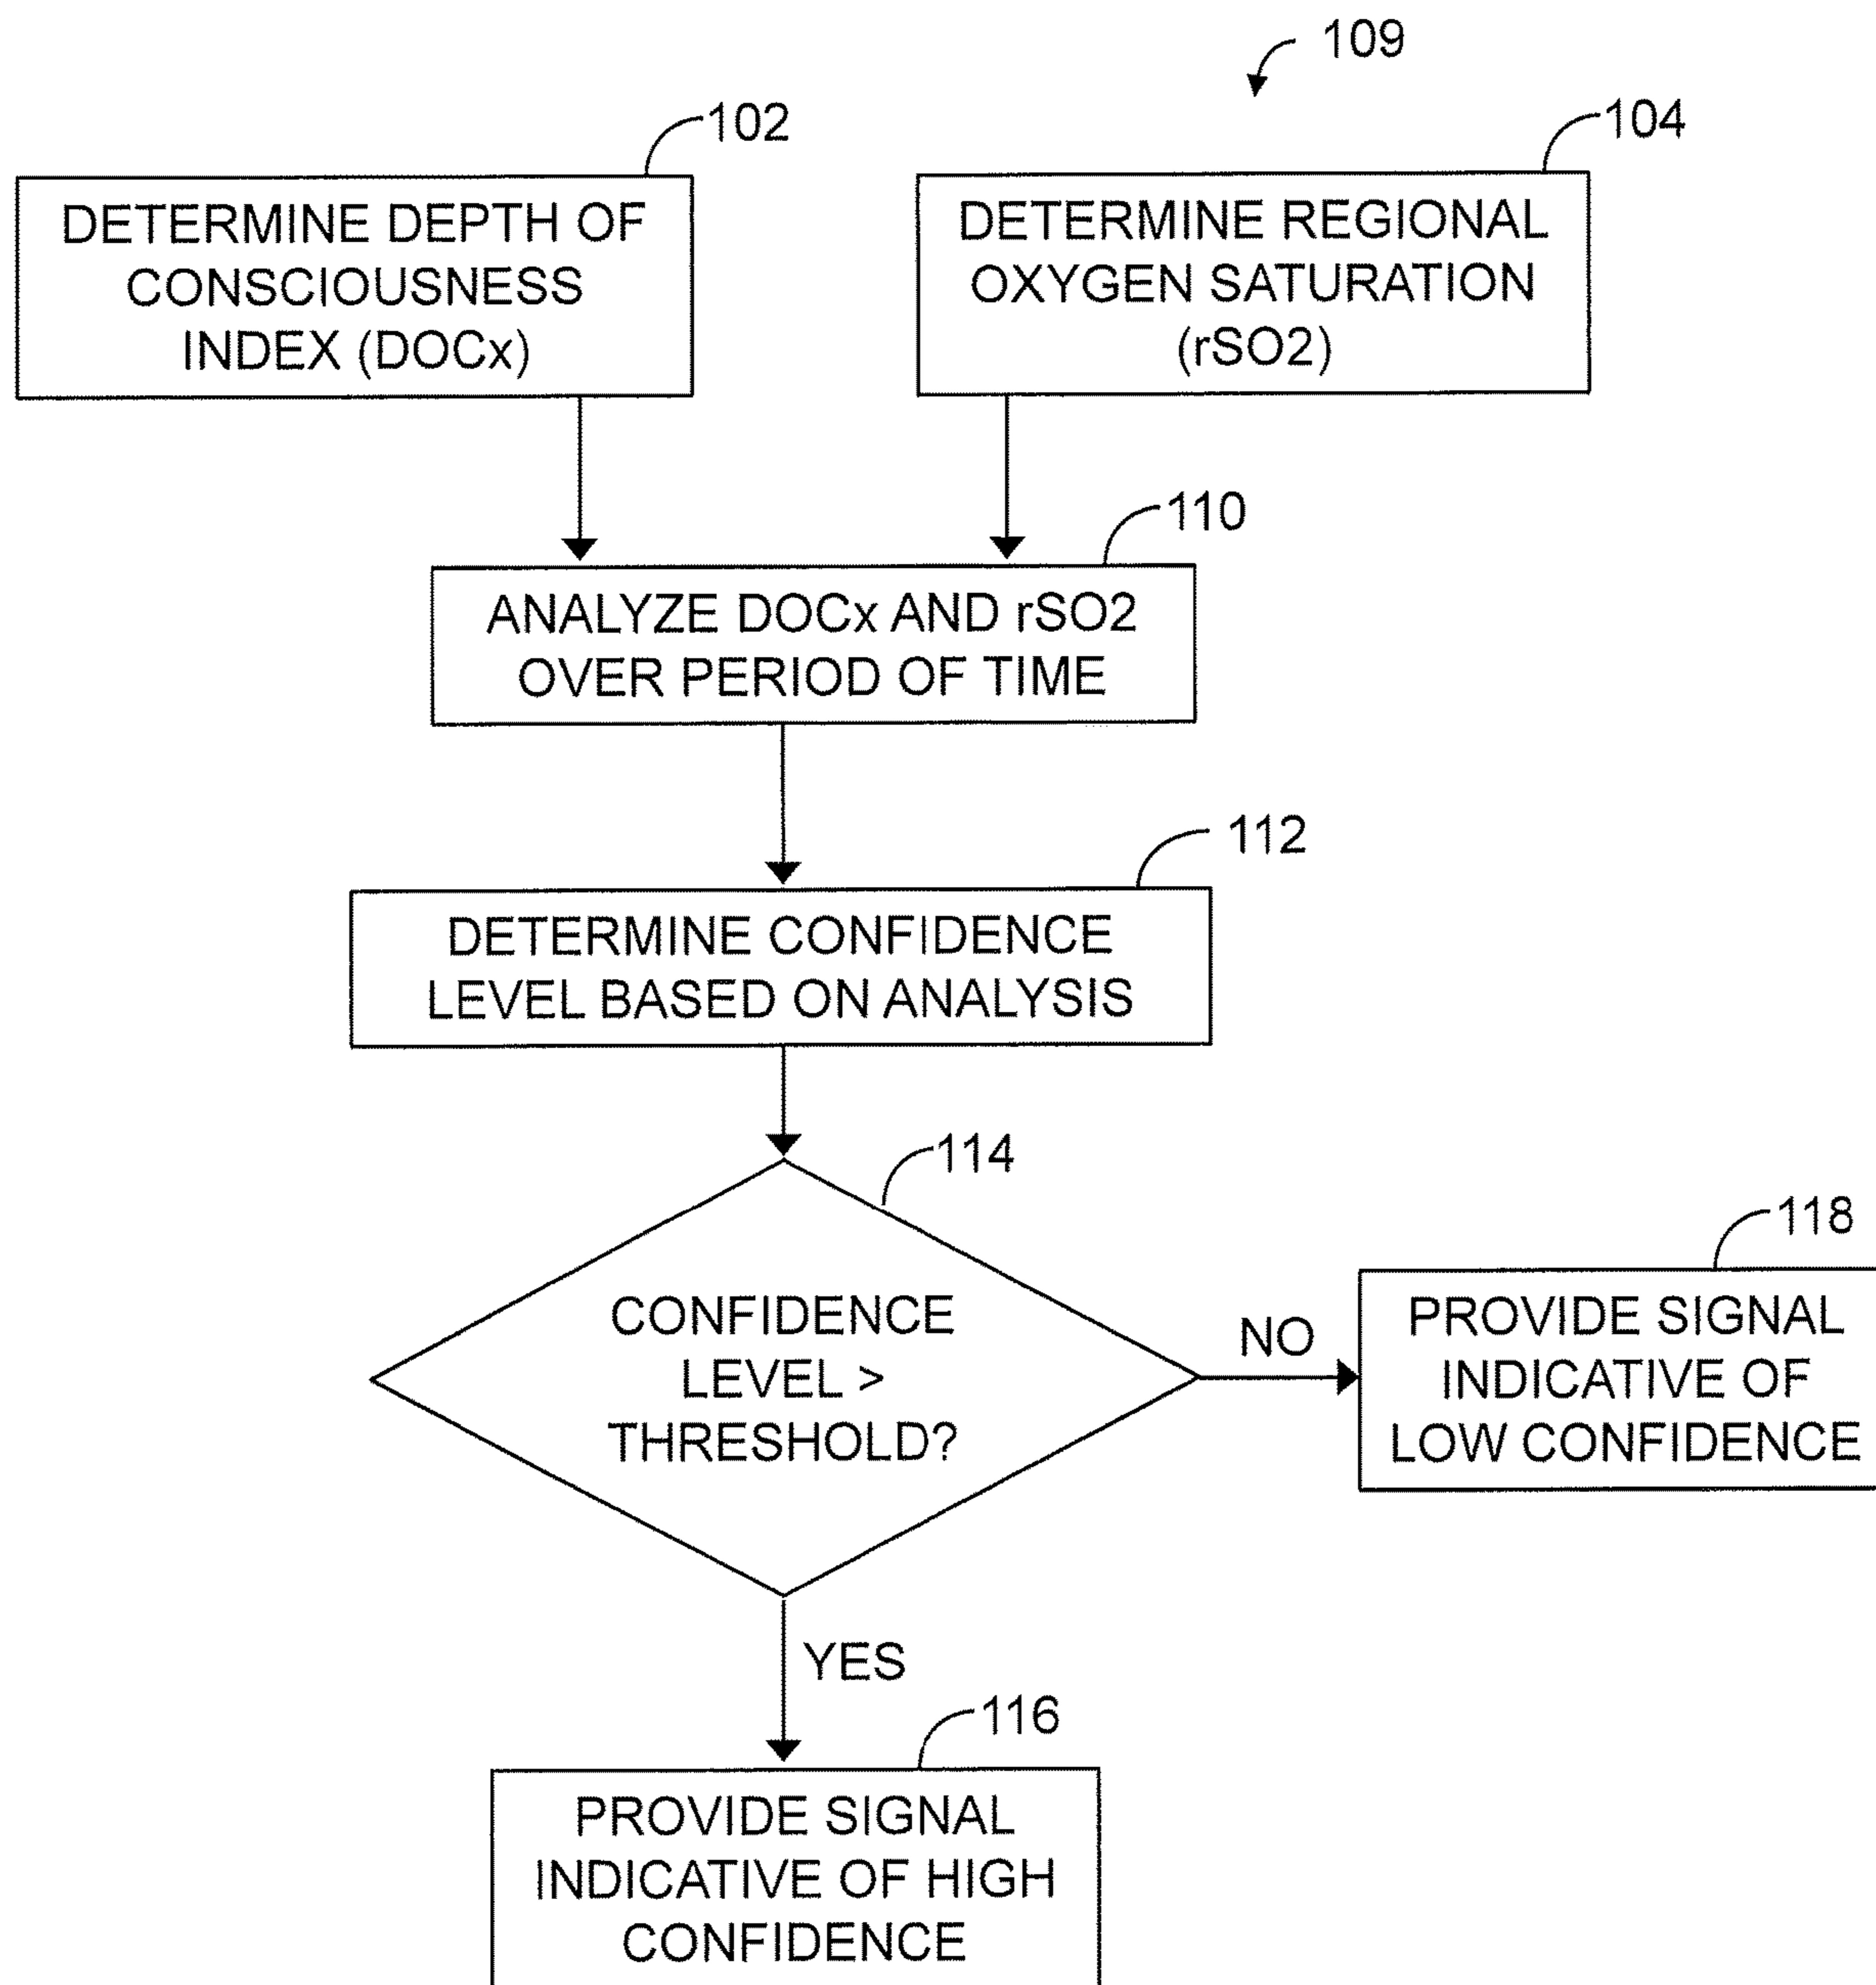 109
102
104
DETERMINE DEPTH OF
CONSCIOUSNESS
INDEX (DOCx)
DETERMINE REGIONAL
OXYGEN SATURATION
(rSO2)
110
ANALYZE DOCx AND rSO2
OVER PERIOD OF TIME
112
DETERMINE CONFIDENCE
LEVEL BASED ON ANALYSIS
114
CONFIDENCE
LEVEL >
THRESHOLD?
NO
118
PROVIDE SIGNAL
INDICATIVE OF
LOW CONFIDENCE
YES
116
PROVIDE SIGNAL
INDICATIVE OF HIGH
CONFIDENCE